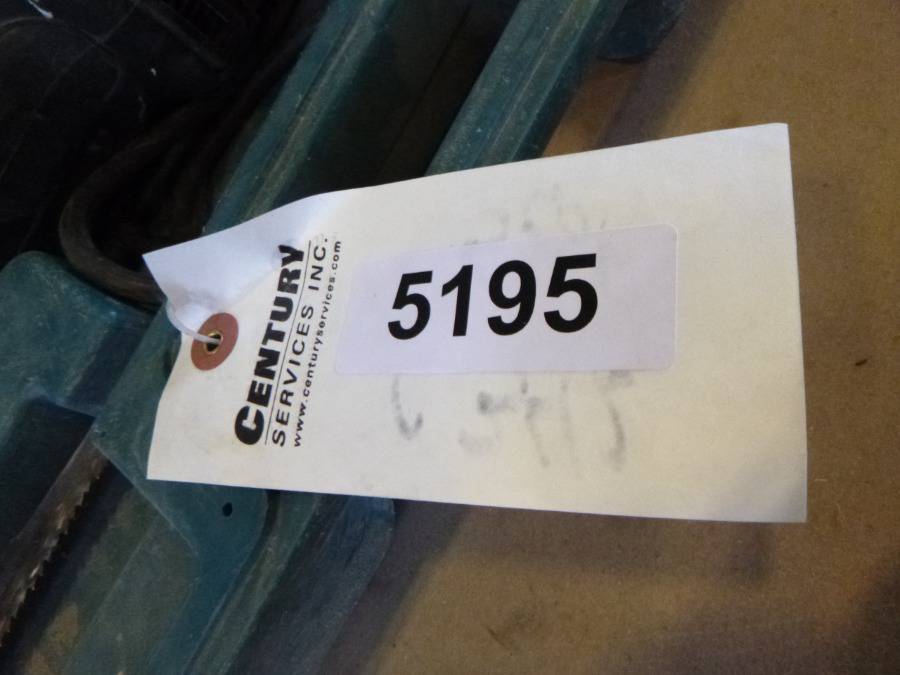 CENTURY
SERVICES INC.
www.centuryservices.com
5195